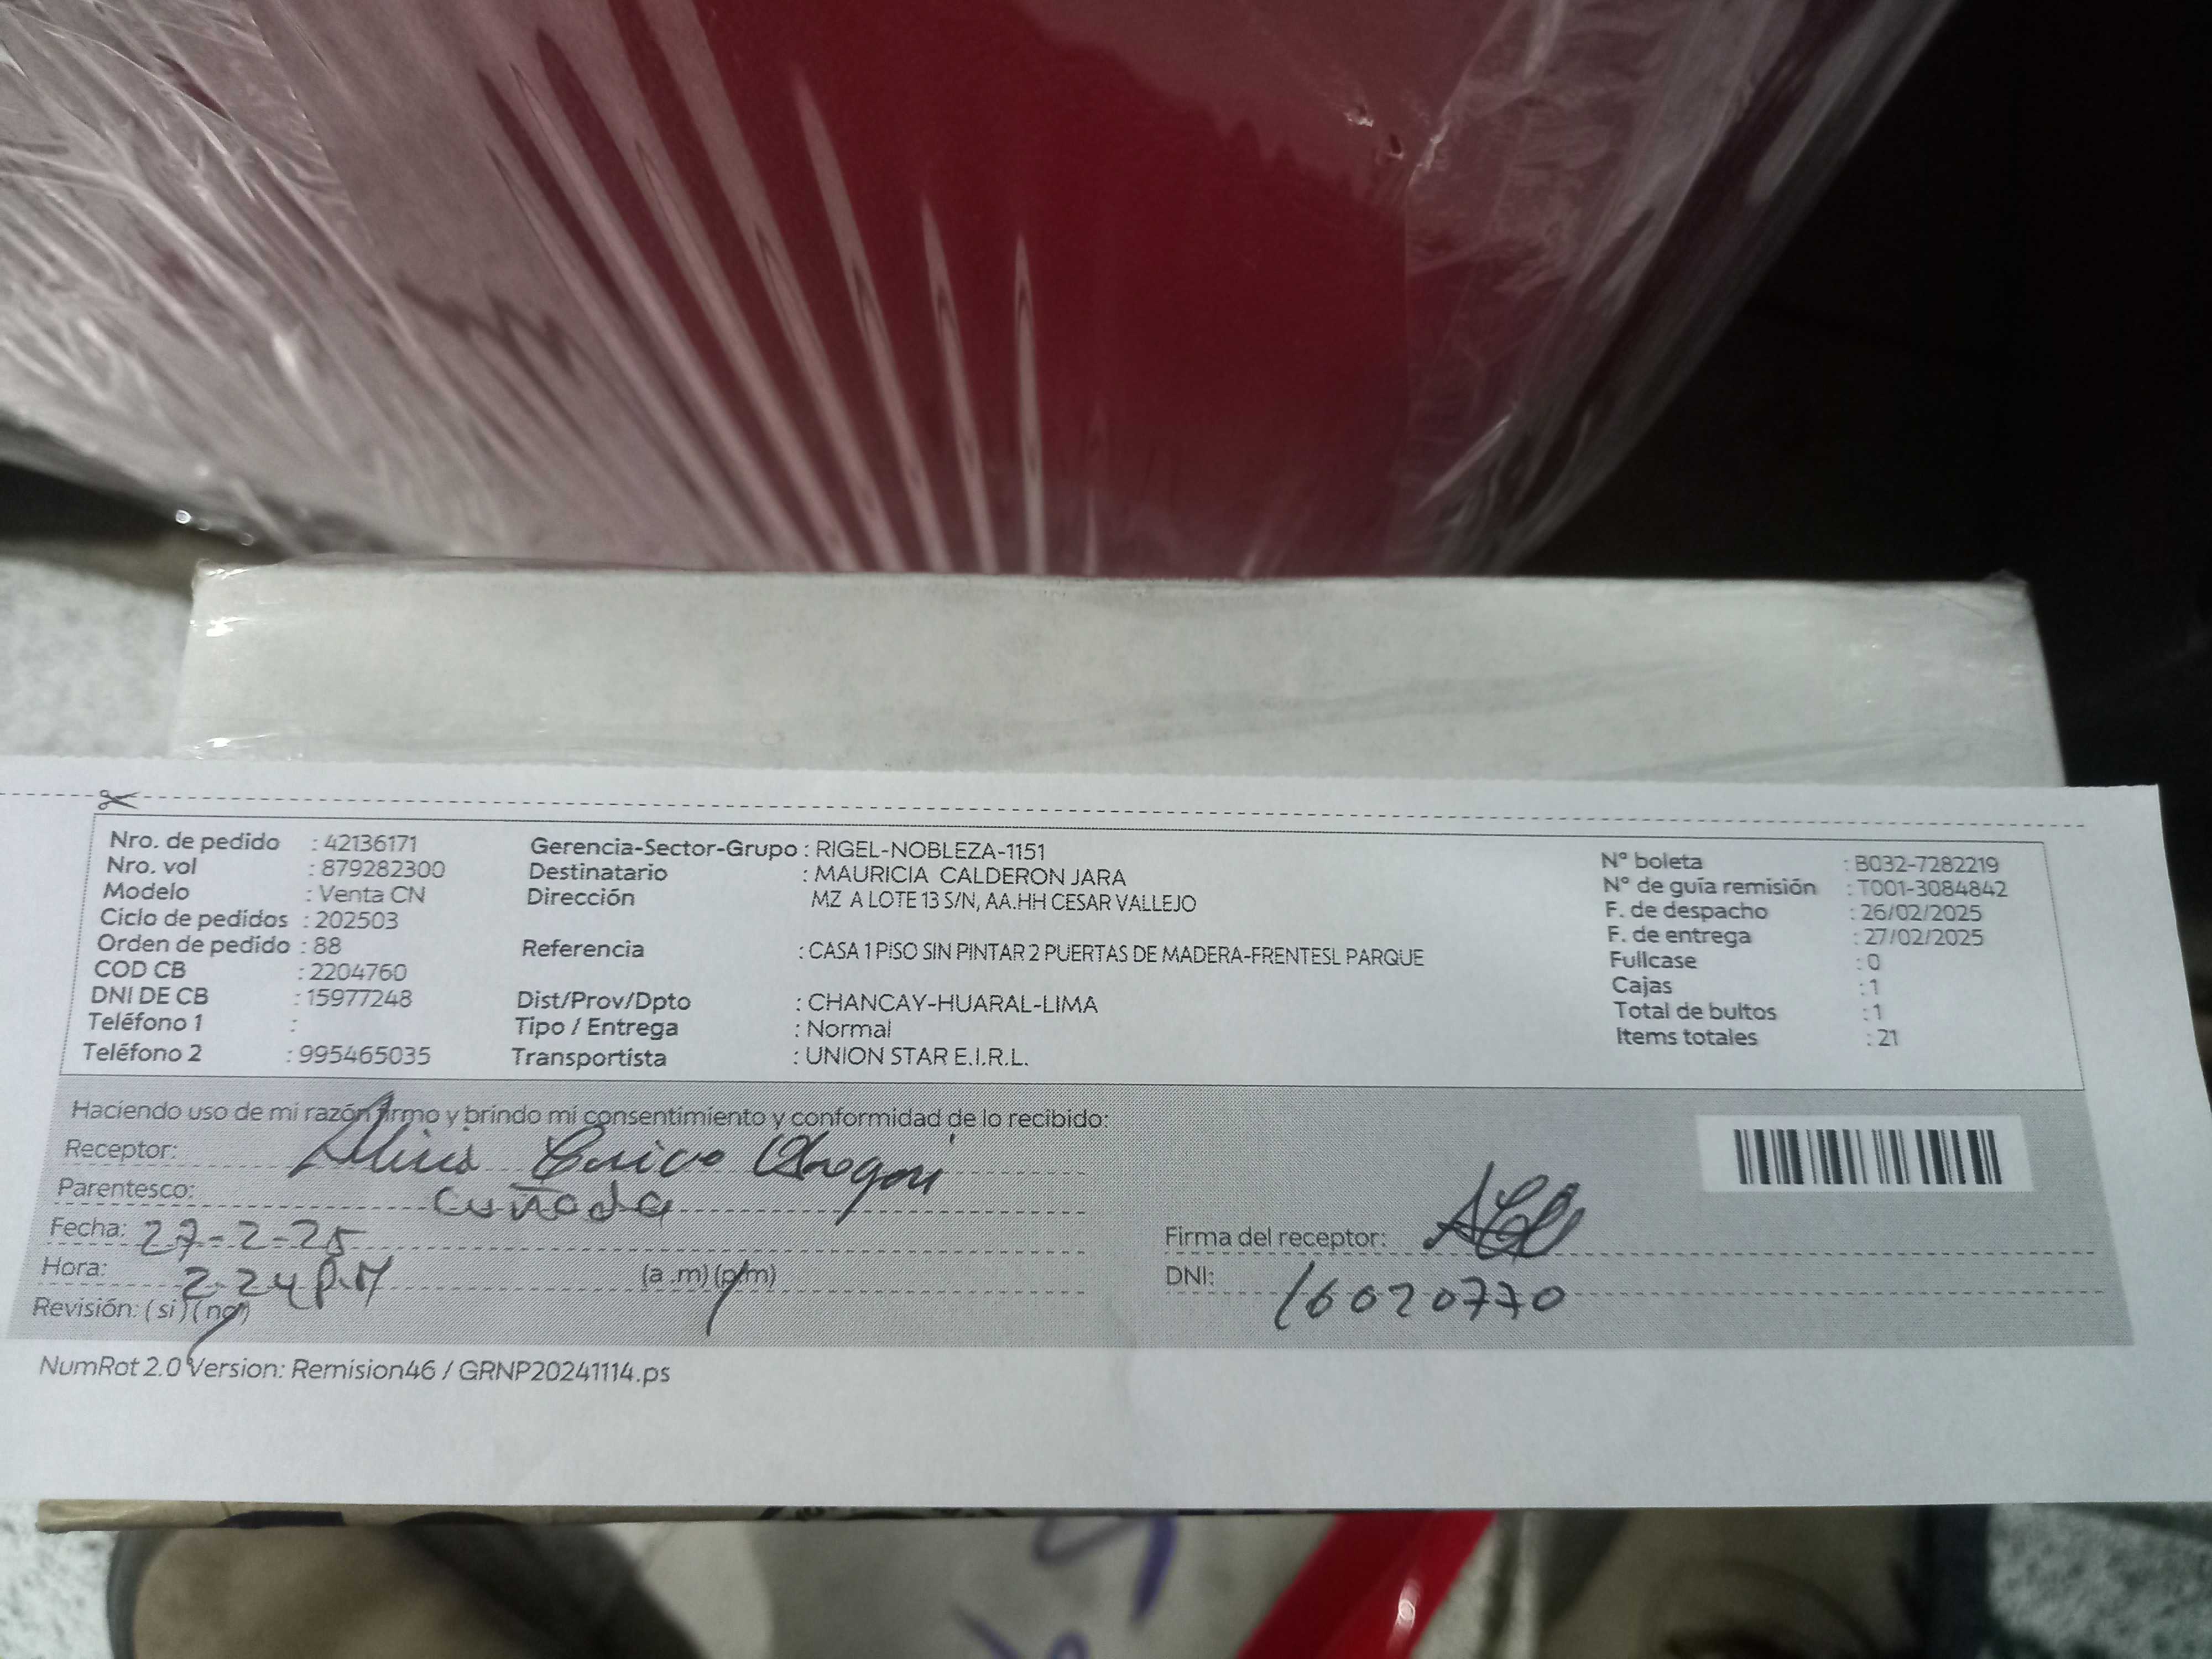 Nro. de pedido : 42136171
Nro. vol : 879282300
Modelo : Venta CN
Ciclo de pedidos : 202503
Orden de pedido : 88
COD CB : 2204760
DNI DE CB : 15977248
Teléfono 1 :
Teléfono 2 : 995465035
Gerencia-Sector-Grupo : RIGEL-NOBLEZA-1151
Destinatario : MAURICIA CALDERON JARA
Dirección MZ A LOTE 13 S/N, AA.HH CESAR VALLEJO
Referencia : CASA 1 PISO SIN PINTAR 2 PUERTAS DE MADERA-FRENTESL PARQUE
Dist/Prov/Dpto : CHANCAY-HUARAL-LIMA
Tipo / Entrega : Normal
Transportista : UNION STAR E.I.R.L.
N° boleta : B032-7282219
N° de guía remisión : T001-3084842
F. de despacho : 26/02/2025
F. de entrega : 27/02/2025
Fullcase : 0
Cajas : 1
Total de bultos : 1
Items totales : 21
Haciendo uso de mi razón firmo y brindo mi consentimiento y conformidad de lo recibido:
Receptor:
Parentesco: cuñada
Fecha: 27-2-25
Hora: 2.24 P.M (a .m) (p.m)
Revisión: ( si ) ( no )
Firma del receptor:
DNI: 16020770
NumRot 2.0 Version: Remision46 / GRNP20241114.ps